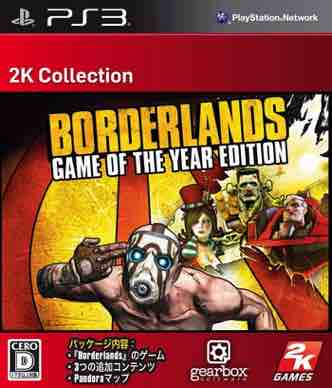 PS3
PlayStation Network
2K Collection
BORDERLANDS
GAME OF THE YEAR EDITION
CERO
D
パッケージ内容：
・『Borderlands』のゲーム
・3つの追加コンテンツ
・Pandoraマップ
gearbox
software
2K
GAMES